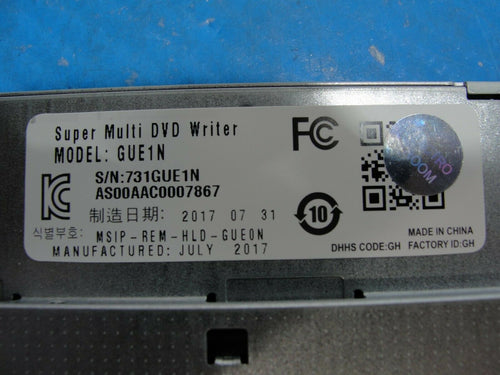 Super Multi DVD Writer
MODEL: GUE1N
S/N:731GUE1N
AS00AAC0007867
制造日期: 2017 07 31
식별부호: MSIP-REM-HLD-GUE0N
MANUFACTURED: JULY 2017
FC
10
MADE IN CHINA
DHHS CODE:GH FACTORY ID:GH